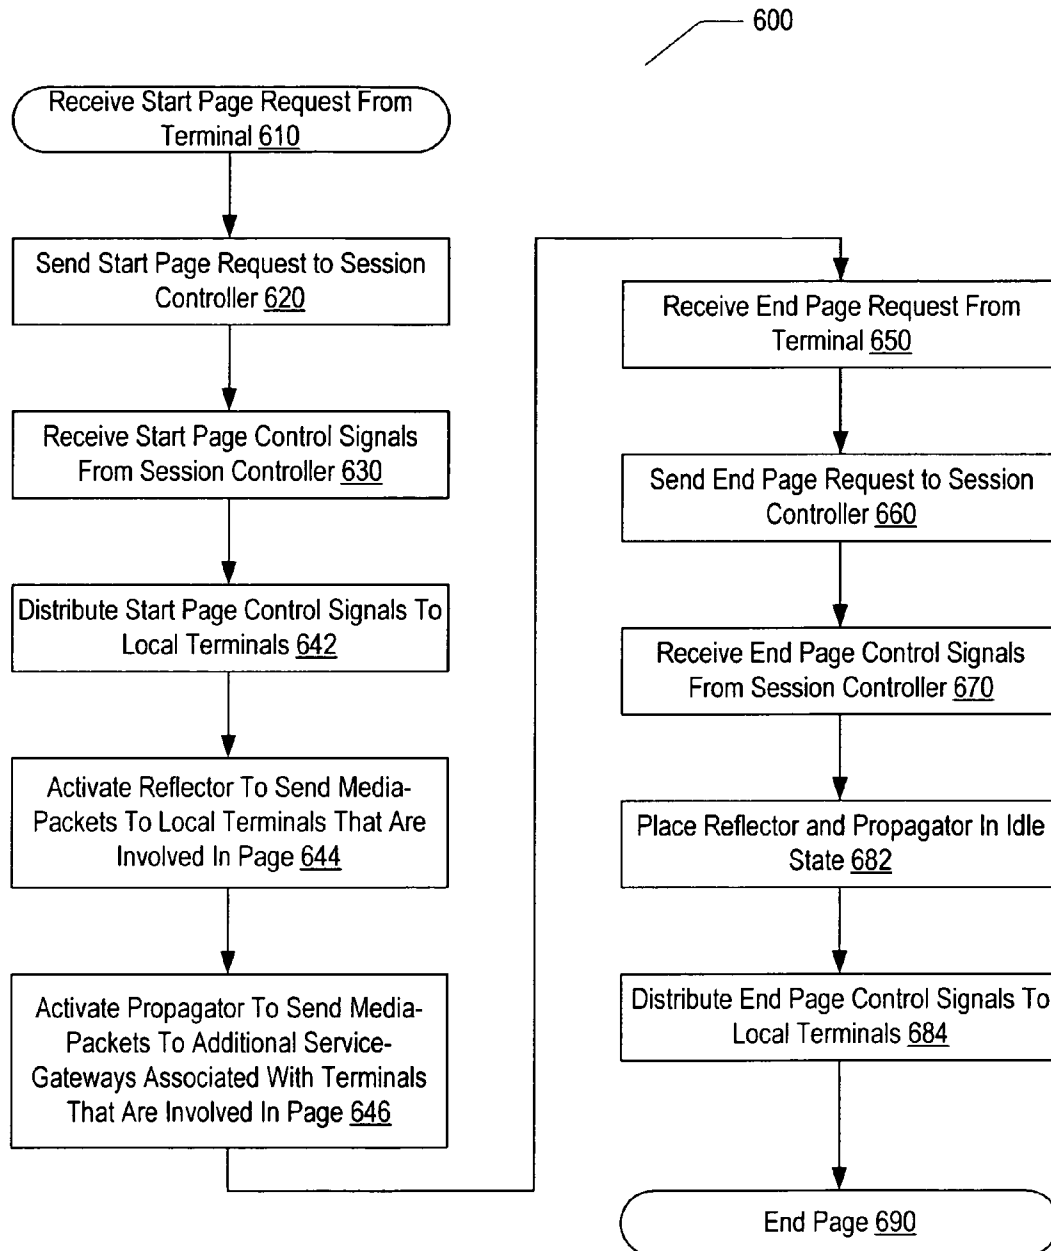 600
Receive Start Page Request From
Terminal 610
Send Start Page Request to Session
Controller 620
Receive Start Page Control Signals
From Session Controller 630
Distribute Start Page Control Signals To
Local Terminals 642
Activate Reflector To Send Media-
Packets To Local Terminals That Are
Involved In Page 644
Activate Propagator To Send Media-
Packets To Additional Service-
Gateways Associated With Terminals
That Are Involved In Page 646
Receive End Page Request From
Terminal 650
Send End Page Request to Session
Controller 660
Receive End Page Control Signals
From Session Controller 670
Place Reflector and Propagator In Idle
State 682
Distribute End Page Control Signals To
Local Terminals 684
End Page 690